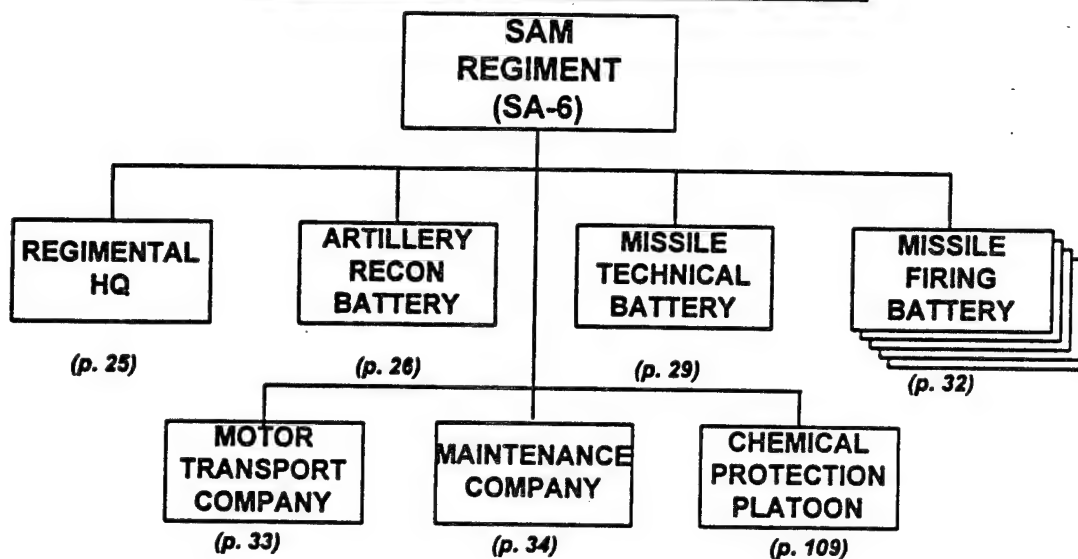 SAM
REGIMENT
(SA-6)
REGIMENTAL
HQ
(p. 25)
ARTILLERY
RECON
BATTERY
(p. 26)
MISSILE
TECHNICAL
BATTERY
(p. 29)
MISSILE
FIRING
BATTERY
(p. 32)
MOTOR
TRANSPORT
COMPANY
(p. 33)
MAINTENANCE
COMPANY
(p. 34)
CHEMICAL
PROTECTION
PLATOON
(p. 109)